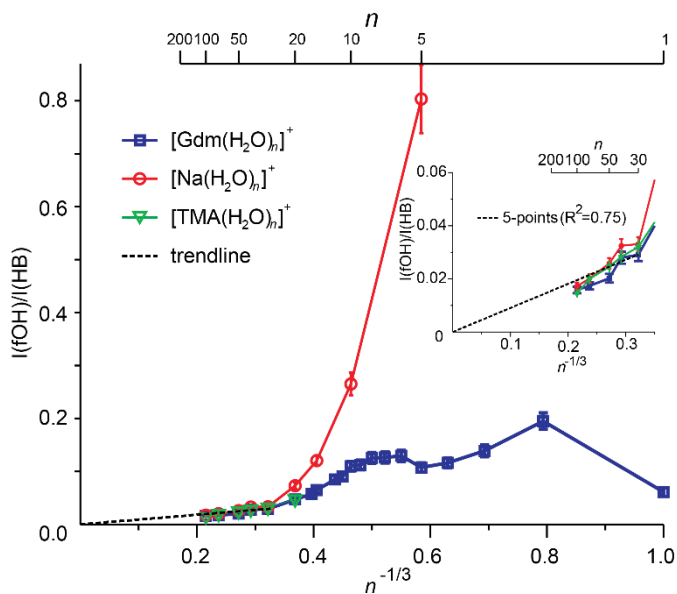 n
200 100 50 20 10 5 1
0.8
0.6
0.4
0.2
0.0
I(fOH)/I(HB)
[Gdm(H₂O)ₙ]⁺
[Na(H₂O)ₙ]⁺
[TMA(H₂O)ₙ]⁺
trendline
n
200 100 50 30
0.06
0.04
0.02
0
I(fOH)/I(HB)
5-points (R²=0.75)
0.1 0.2 0.3
n⁻¹/³
0.2 0.4 0.6 0.8 1.0
n⁻¹/³